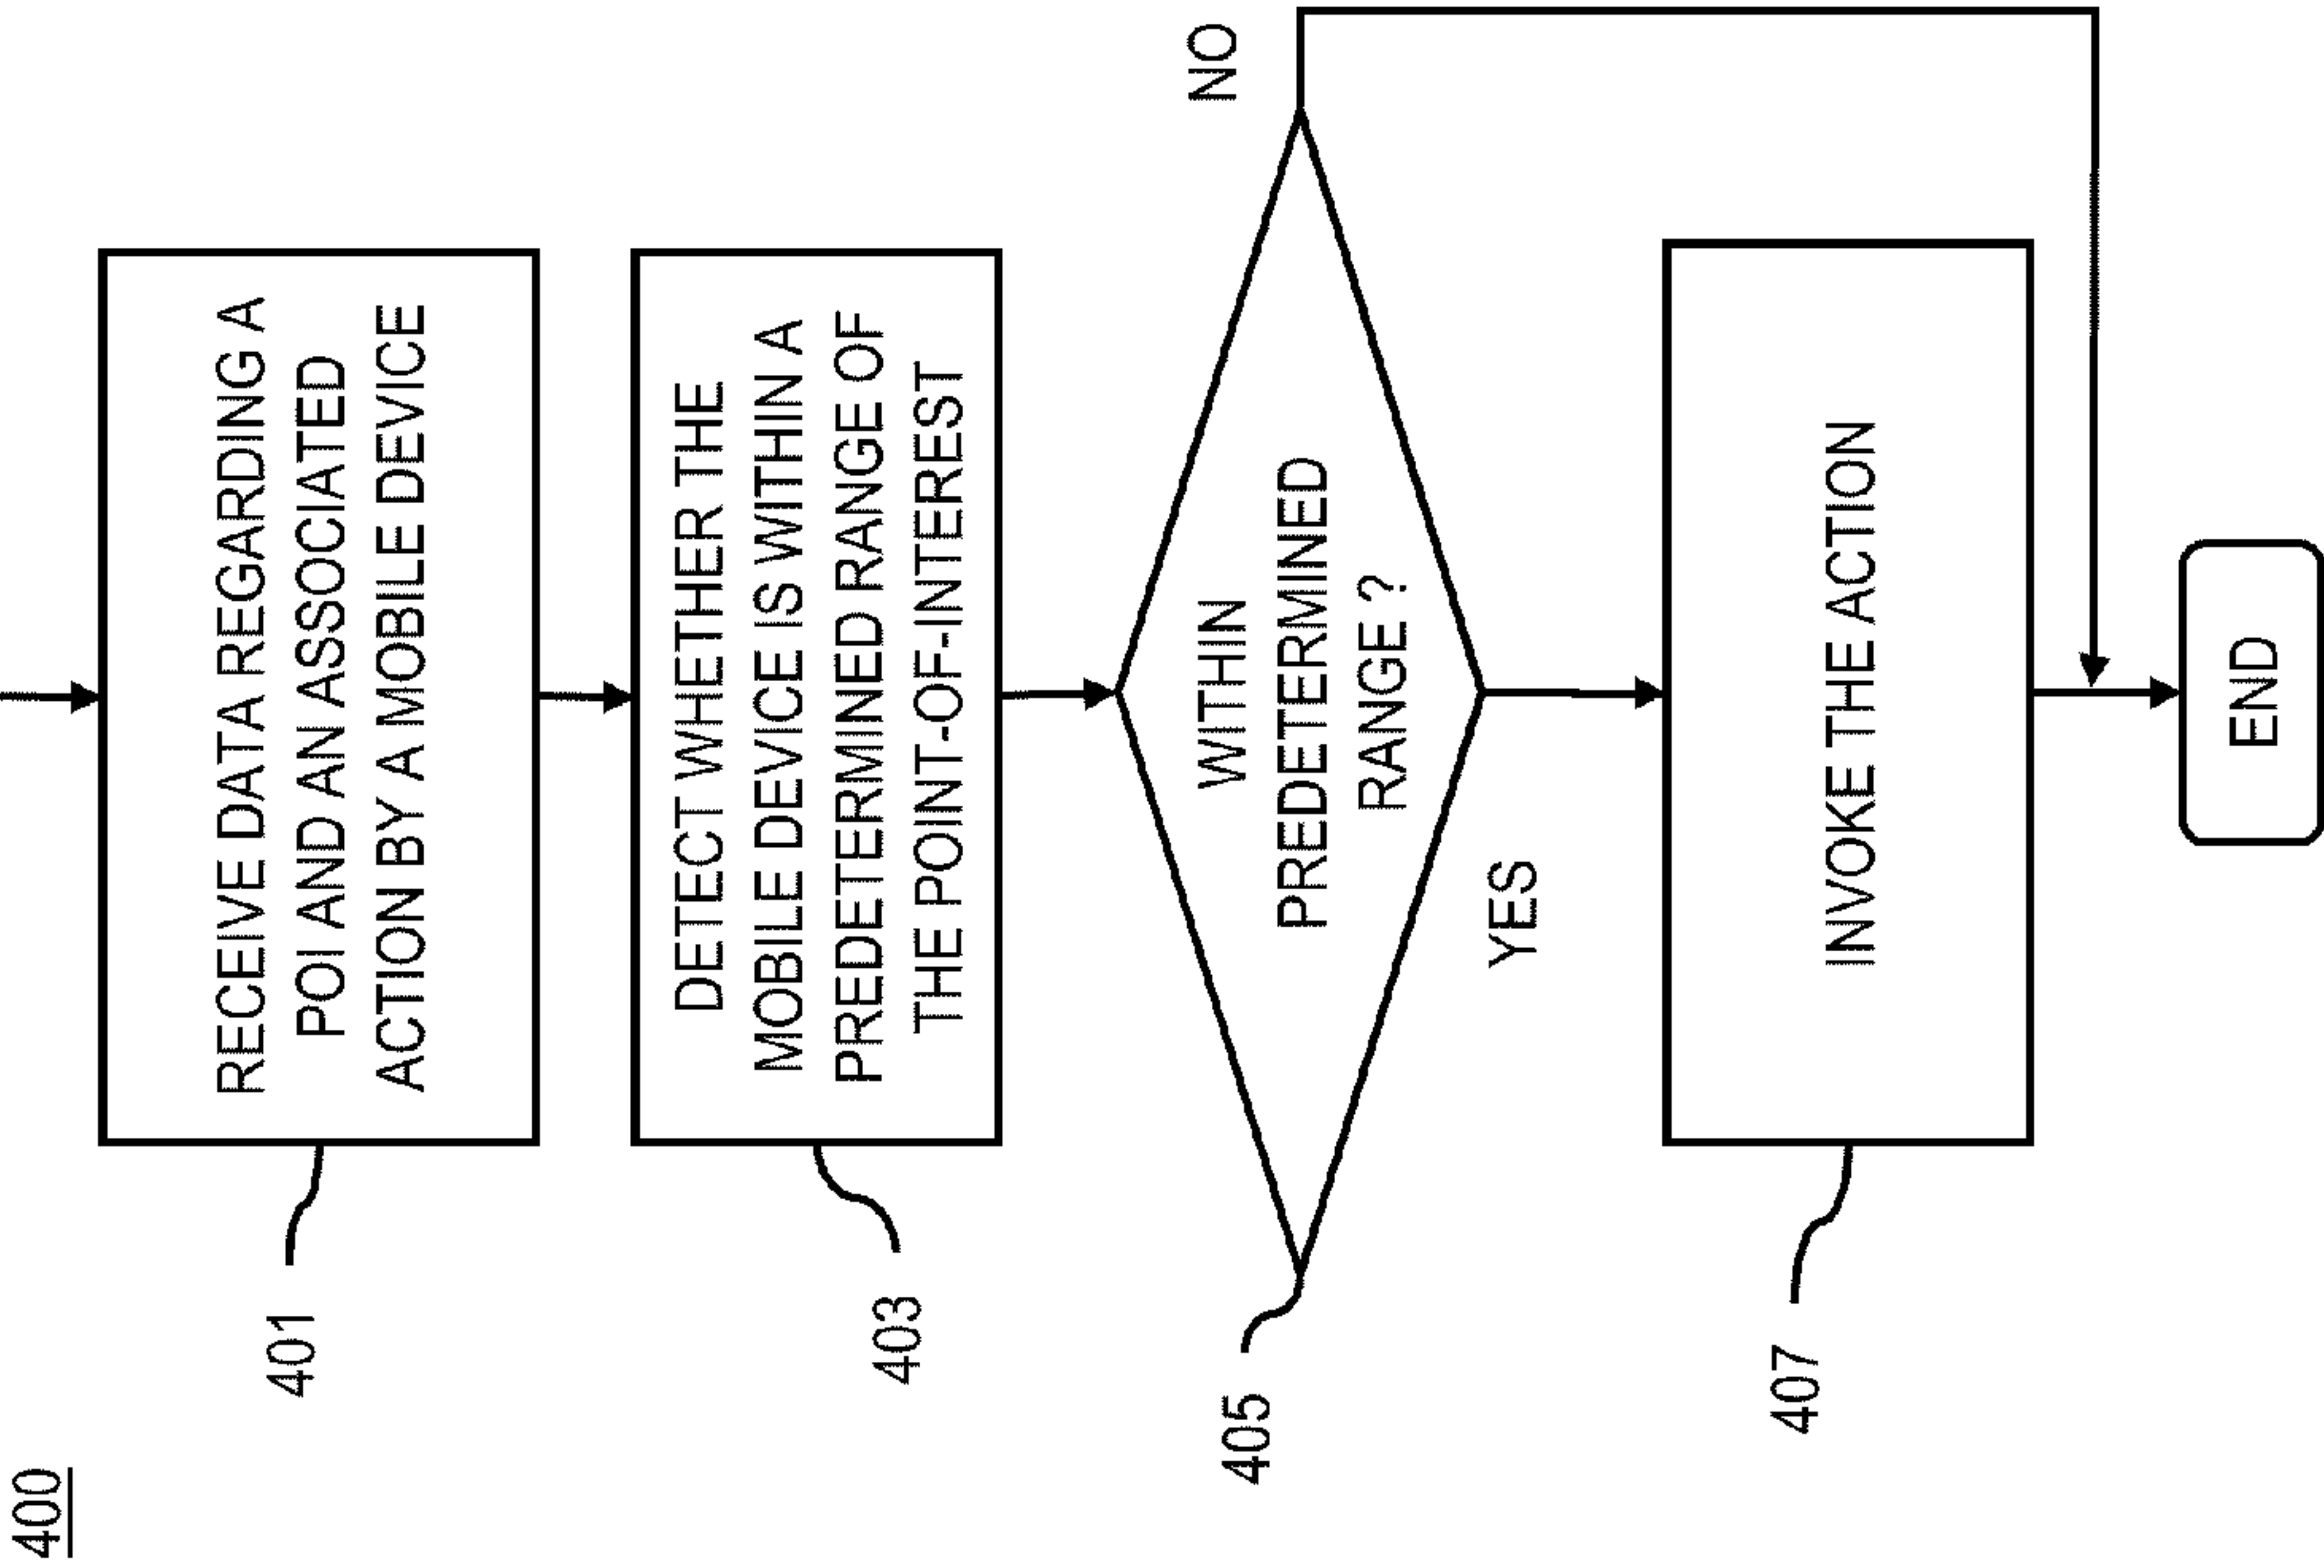 400
401
RECEIVE DATA REGARDING A
POI AND AN ASSOCIATED
ACTION BY A MOBILE DEVICE
403
DETECT WHETHER THE
MOBILE DEVICE IS WITHIN A
PREDETERMINED RANGE OF
THE POINT-OF-INTEREST
405
WITHIN
PREDETERMINED
RANGE ?
NO
YES
407
INVOKE THE ACTION
END